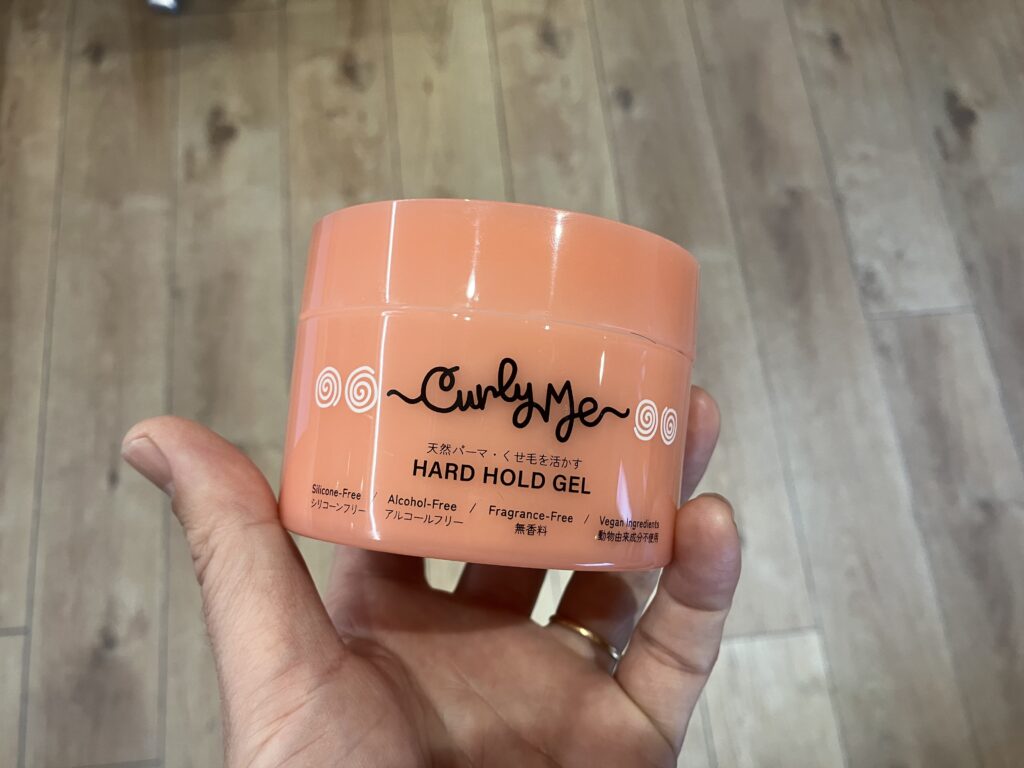 Curly Me
天然パーマ・くせ毛を活かす
HARD HOLD GEL
Silicone-Free / Alcohol-Free / Fragrance-Free / Vegan Ingredients
シリコーンフリー アルコールフリー 無香料 動物由来成分不使用